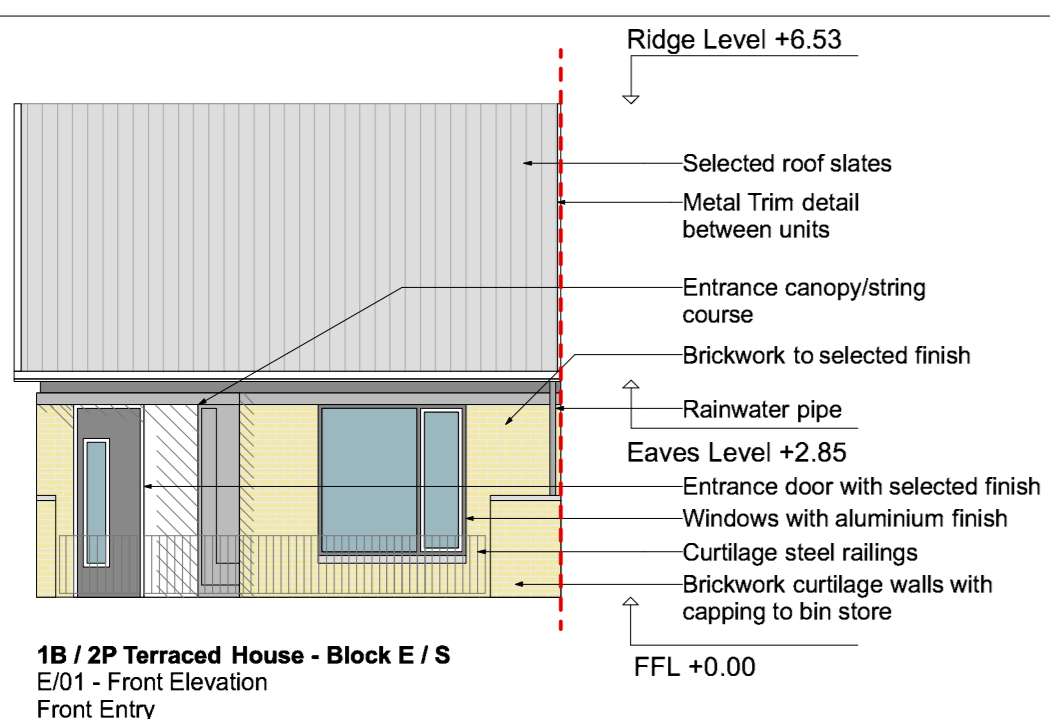 Ridge Level +6.53
Selected roof slates
Metal Trim detail
between units
Entrance canopy/string
course
Brickwork to selected finish
Rainwater pipe
Eaves Level +2.85
Entrance door with selected finish
Windows with aluminium finish
Curtilage steel railings
Brickwork curtilage walls with
capping to bin store
FFL +0.00
1B / 2P Terraced House - Block E / S
E/01 - Front Elevation
Front Entry